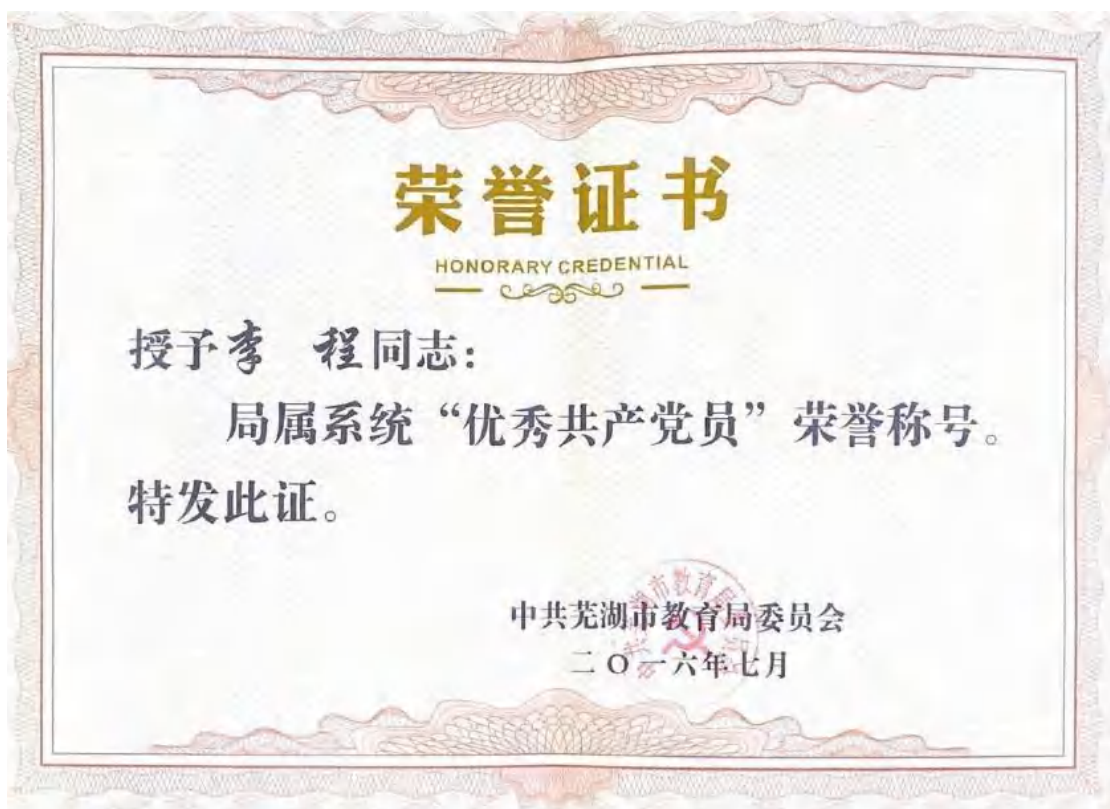 荣誉证书
HONORARY CREDENTIAL
授予李 程同志：
局属系统“优秀共产党员”荣誉称号。
特发此证。
中共芜湖市教育局委员会
二〇一六年七月